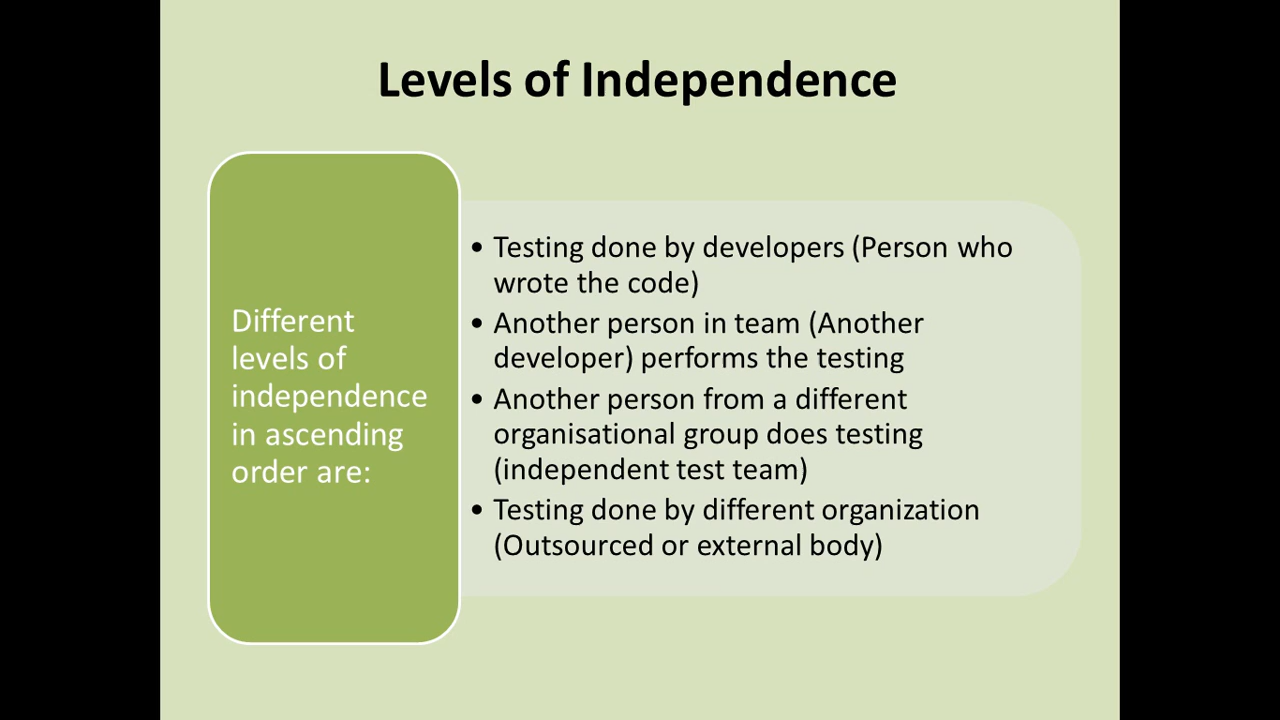 Levels of Independence
Different
levels of
independence
in ascending
order are:
• Testing done by developers (Person who
wrote the code)
• Another person in team (Another
developer) performs the testing
• Another person from a different
organisational group does testing
(independent test team)
• Testing done by different organization
(Outsourced or external body)